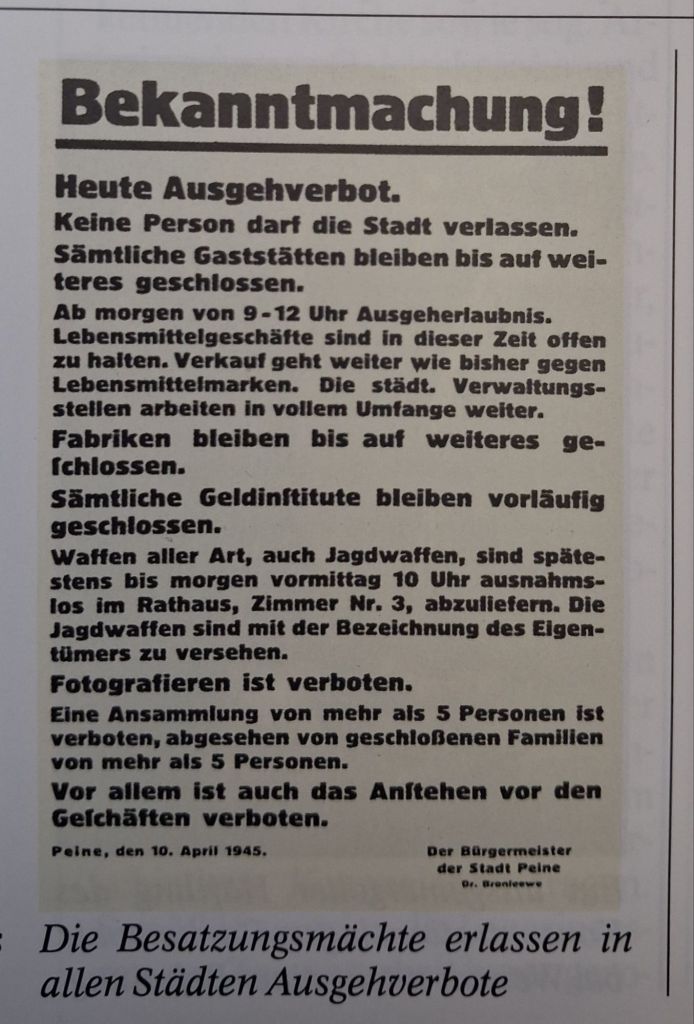 Bekanntmachung!
Heute Ausgehverbot.
Keine Person darf die Stadt verlassen.
Sämtliche Gaststätten bleiben bis auf wei-
teres geschlossen.
Ab morgen von 9-12 Uhr Ausgeherlaubnis.
Lebensmittelgeschäfte sind in dieser Zeit offen
zu halten. Verkauf geht weiter wie bisher gegen
Lebensmittelmarken. Die städt. Verwaltungs-
stellen arbeiten in vollem Umfange weiter.
Fabriken bleiben bis auf weiteres ge-
ſchlossen.
Sämtliche Geldinſtitute bleiben vorläufig
geschlossen.
Waffen aller Art, auch Jagdwaffen, sind späte-
stens bis morgen vormittag 10 Uhr ausnahms-
los im Rathaus, Zimmer Nr. 3, abzuliefern. Die
Jagdwaffen sind mit der Bezeichnung des Eigen-
tümers zu versehen.
Fotografieren ist verboten.
Eine Ansammlung von mehr als 5 Personen ist
verboten, abgesehen von geschloßenen Familien
von mehr als 5 Personen.
Vor allem ist auch das Anſtehen vor den
Geſchäften verboten.
Peine, den 10. April 1945.
Der Bürgermeister
der Stadt Peine
Dr.
Die Besatzungsmächte erlassen in
allen Städten Ausgehverbote